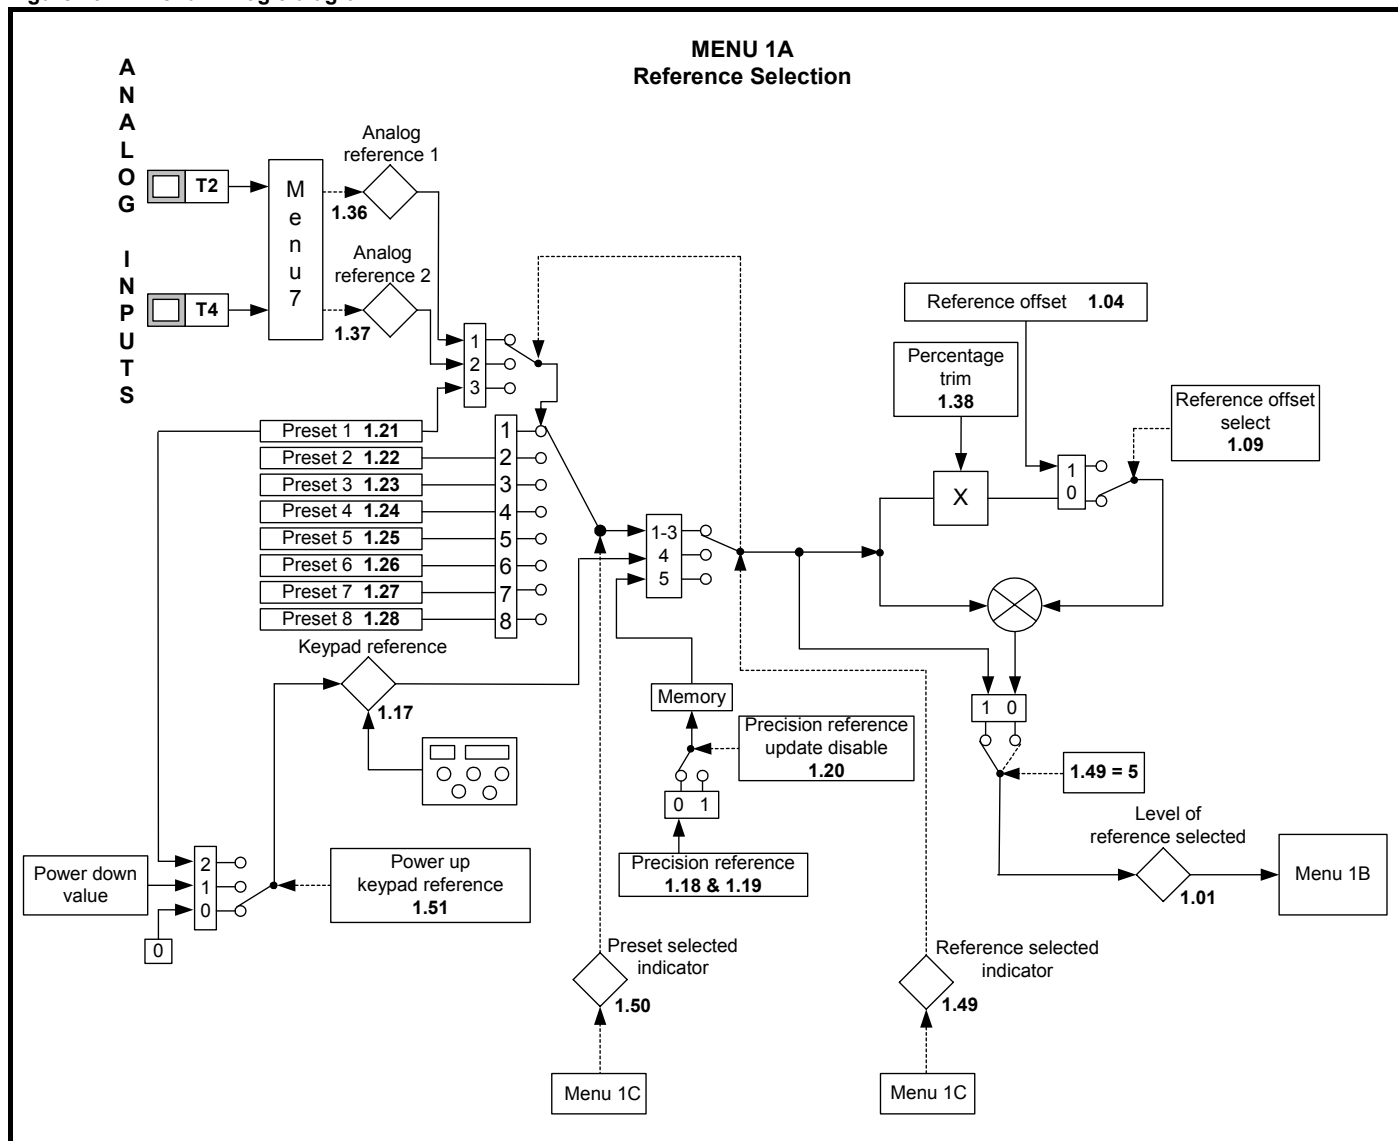 MENU 1A
Reference Selection
ANALOG INPUTS
T2
T4
Menu7
Analog
reference 1
1.36
Analog
reference 2
1.37
1
2
3
Preset 1 1.21
Preset 2 1.22
Preset 3 1.23
Preset 4 1.24
Preset 5 1.25
Preset 6 1.26
Preset 7 1.27
Preset 8 1.28
1
2
3
4
5
6
7
8
Keypad reference
1.17
1-3
4
5
Memory
Precision reference
update disable
1.20
0 1
Precision reference
1.18 & 1.19
Power down
value
2
1
0
0
Power up
keypad reference
1.51
Preset selected
indicator
1.50
Menu 1C
Reference selected
indicator
1.49
Menu 1C
Reference offset 1.04
Percentage
trim
1.38
X
1
0
Reference offset
select
1.09
1 0
1.49 = 5
Level of
reference selected
1.01
Menu 1B